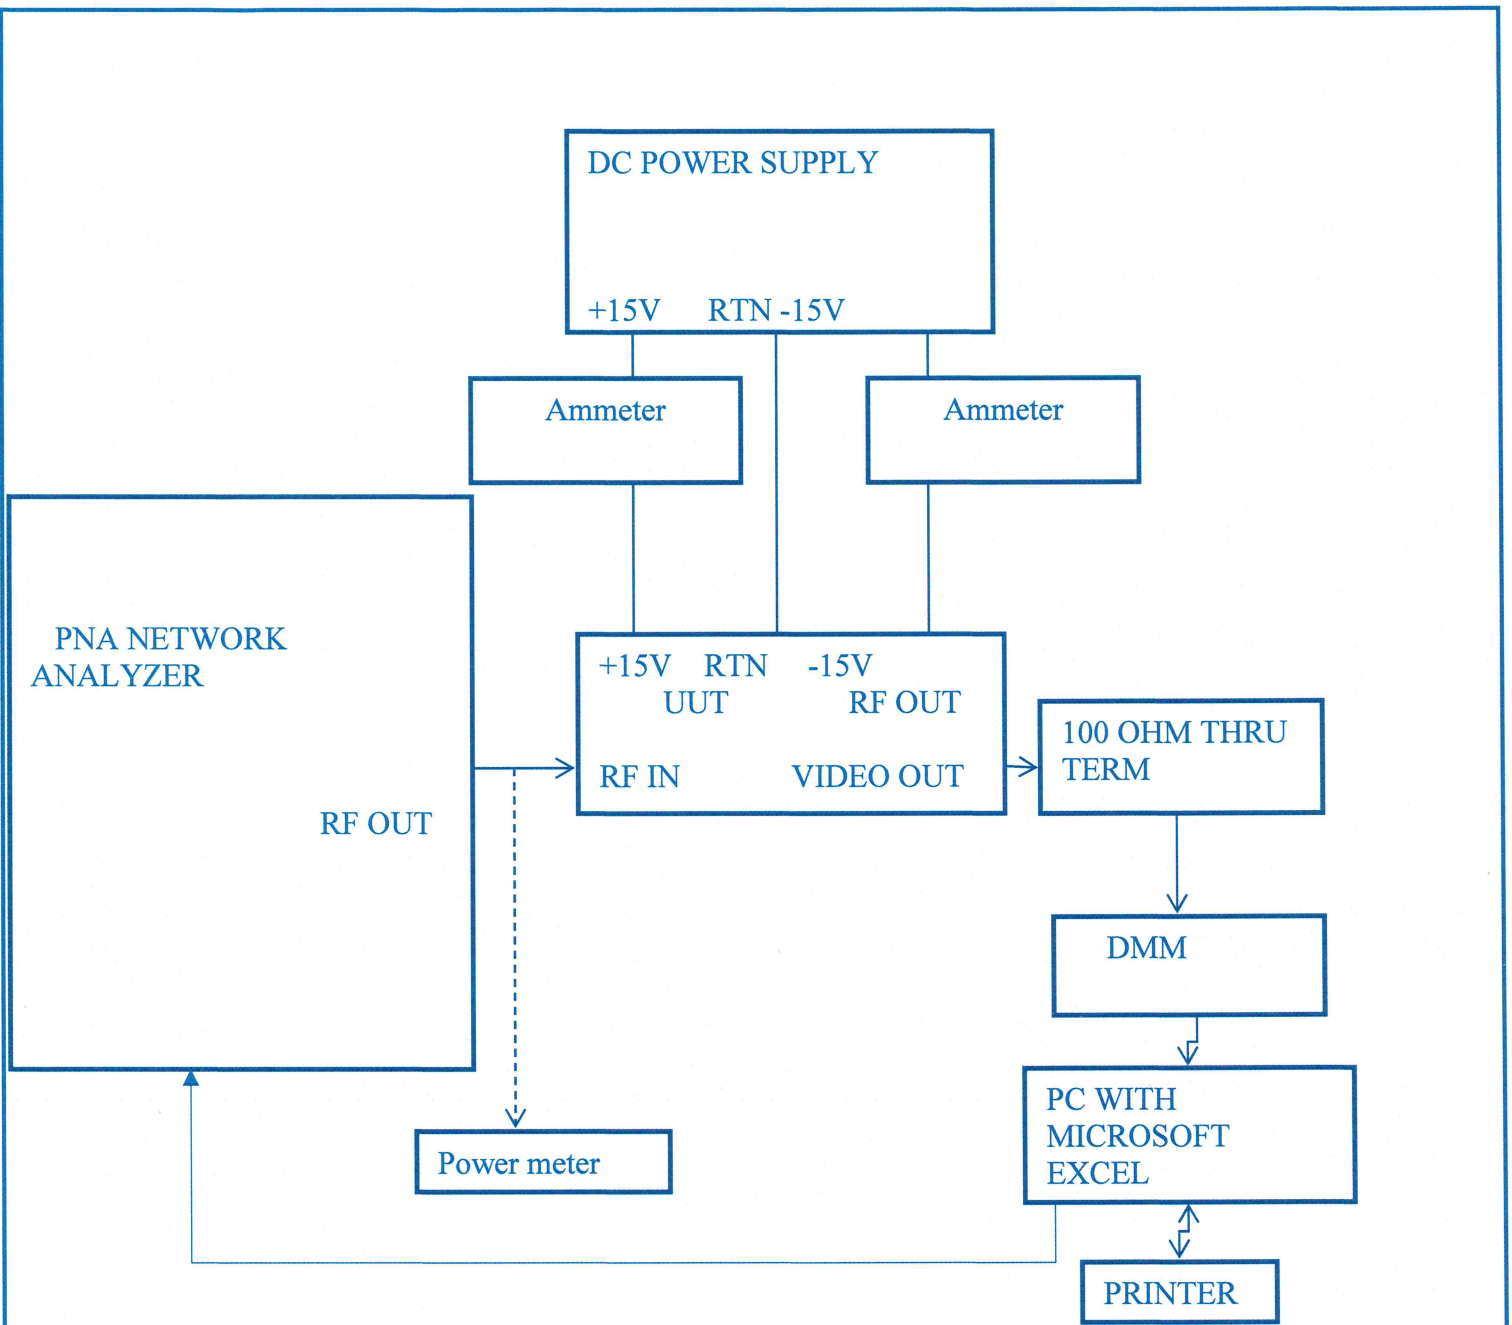 DC POWER SUPPLY
+15V RTN -15V
Ammeter
Ammeter
PNA NETWORK
ANALYZER
RF OUT
+15V RTN -15V
UUT RF OUT
RF IN VIDEO OUT
100 OHM THRU
TERM
DMM
PC WITH
MICROSOFT
EXCEL
Power meter
PRINTER